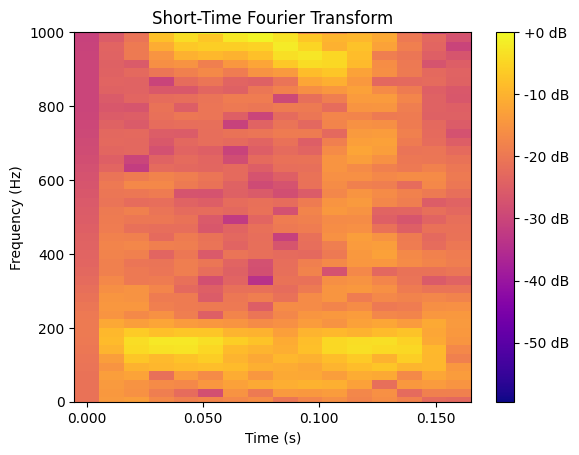 Short-Time Fourier Transform
1000
800
600
400
200
0
Frequency (Hz)
0.000
0.050
0.100
0.150
Time (s)
+0 dB
-10 dB
-20 dB
-30 dB
-40 dB
-50 dB